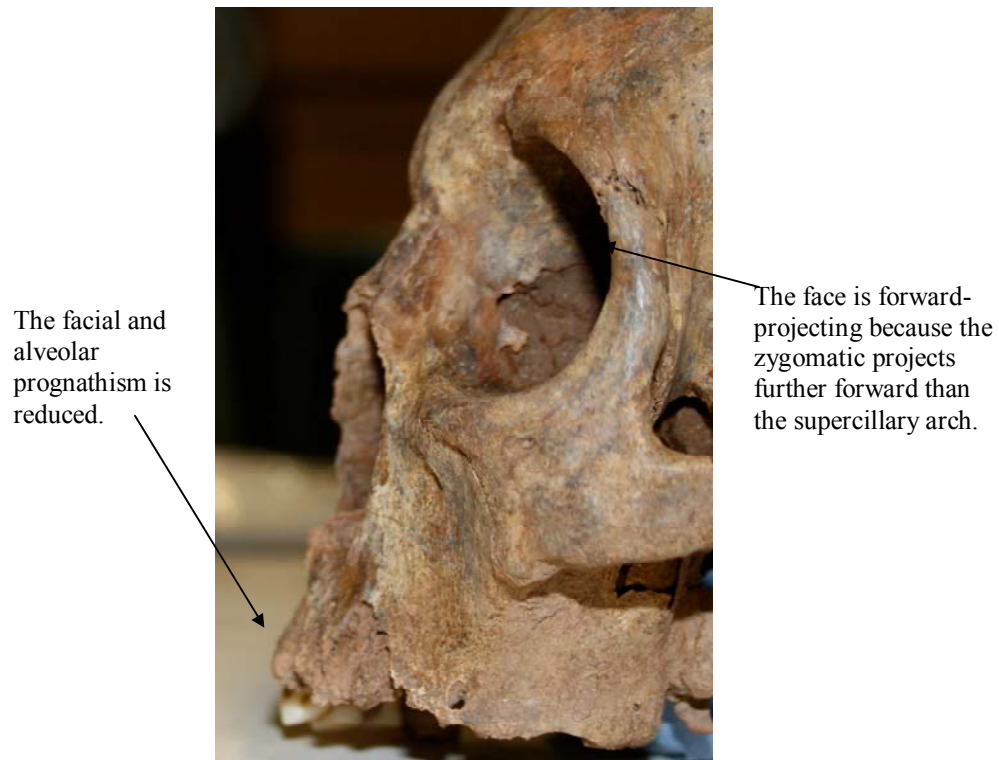 The facial and
alveolar
prognathism is
reduced.
The face is forward-
projecting because the
zygomatic projects
further forward than
the supercillary arch.